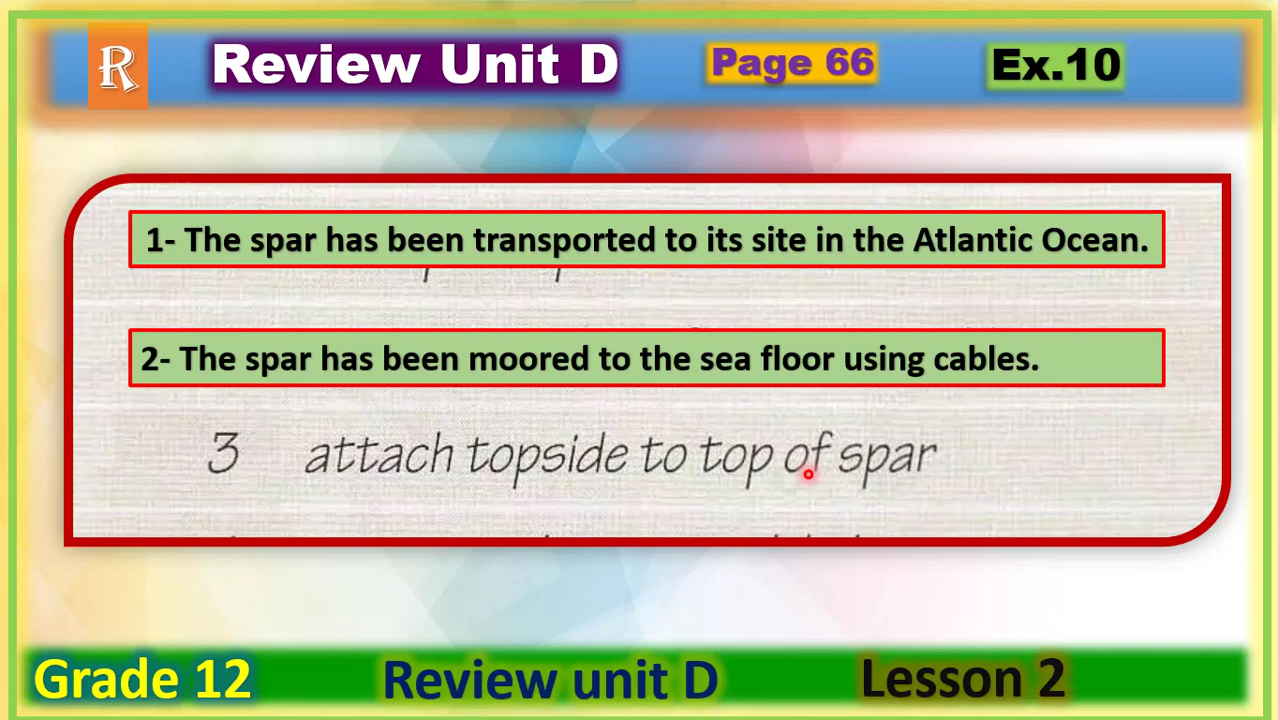 R
Review Unit D
Page 66
Ex.10
1- The spar has been transported to its site in the Atlantic Ocean.
2- The spar has been moored to the sea floor using cables.
3 attach topside to top of spar
Grade 12
Review unit D
Lesson 2